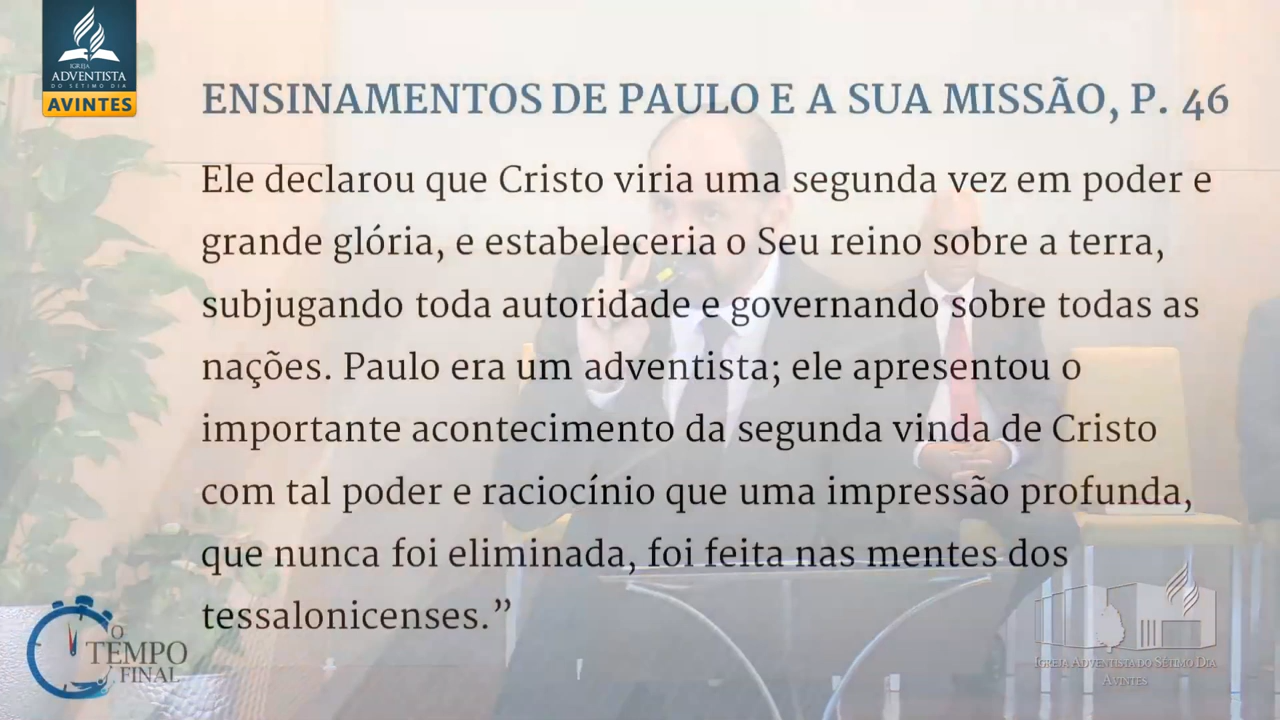 IGREJA
ADVENTISTA
DO SÉTIMO DIA
AVINTES
ENSINAMENTOS DE PAULO E A SUA MISSÃO, P. 46
Ele declarou que Cristo viria uma segunda vez em poder e
grande glória, e estabeleceria o Seu reino sobre a terra,
subjugando toda autoridade e governando sobre todas as
nações. Paulo era um adventista; ele apresentou o
importante acontecimento da segunda vinda de Cristo
com tal poder e raciocínio que uma impressão profunda,
que nunca foi eliminada, foi feita nas mentes dos
tessalonicenses.”
O
TEMPO
FINAL
IGREJA ADVENTISTA DO SÉTIMO DIA
AVINTES